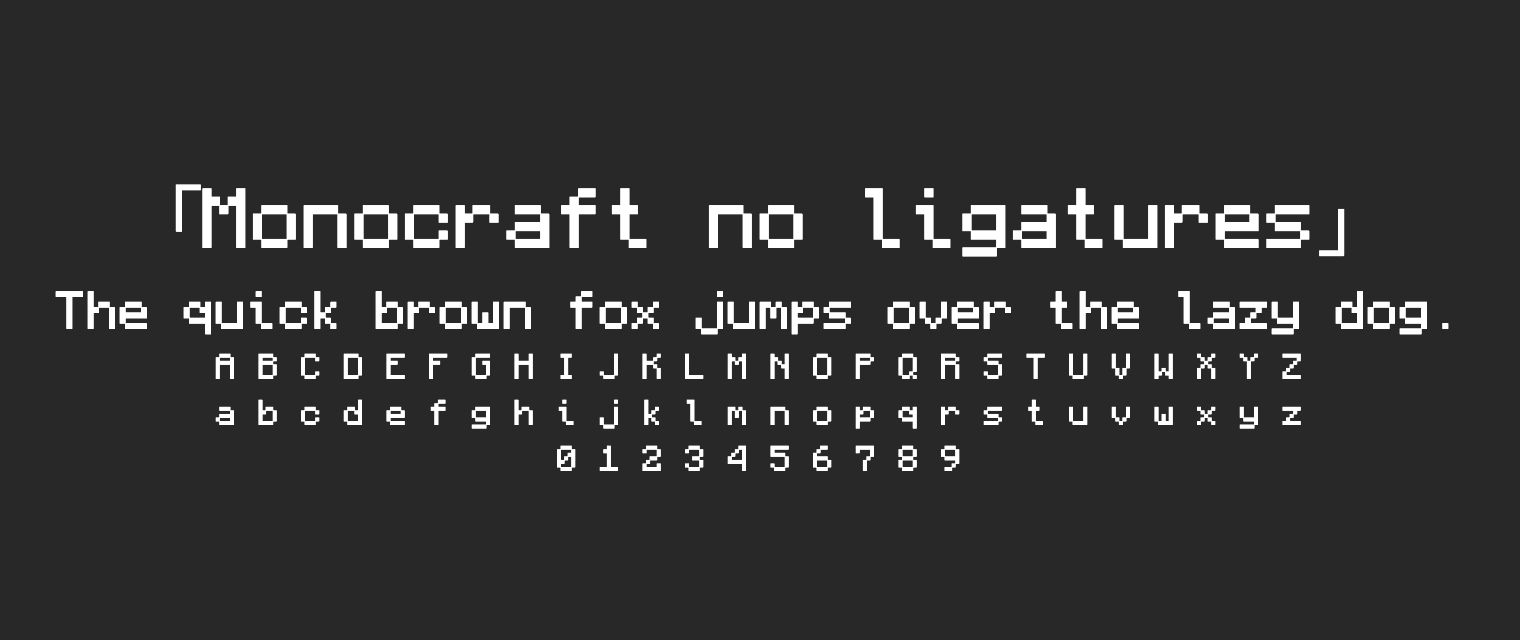 「Monocraft no ligatures」
The quick brown fox jumps over the lazy dog.
A B C D E F G H I J K L M N O P Q R S T U V W X Y Z
a b c d e f g h i j k l m n o p q r s t u v w x y z
0 1 2 3 4 5 6 7 8 9